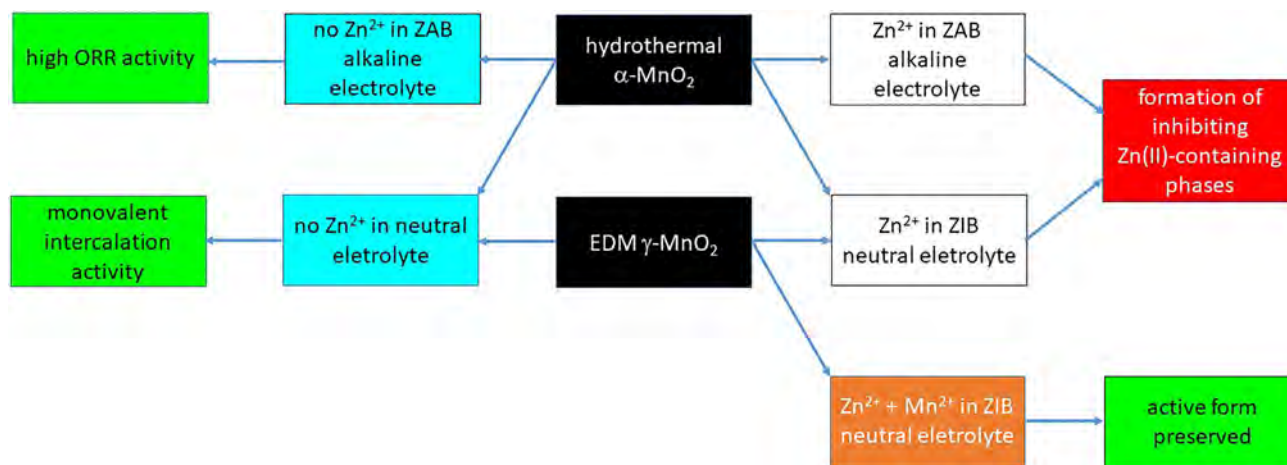 high ORR activity
no Zn²⁺ in ZAB
alkaline
electrolyte
hydrothermal
α-MnO₂
Zn²⁺ in ZAB
alkaline
electrolyte
formation of
inhibiting
Zn(II)-containing
phases
monovalent
intercalation
activity
no Zn²⁺ in neutral
eletrolyte
EDM γ-MnO₂
Zn²⁺ in ZIB
neutral eletrolyte
Zn²⁺ + Mn²⁺ in ZIB
neutral eletrolyte
active form
preserved